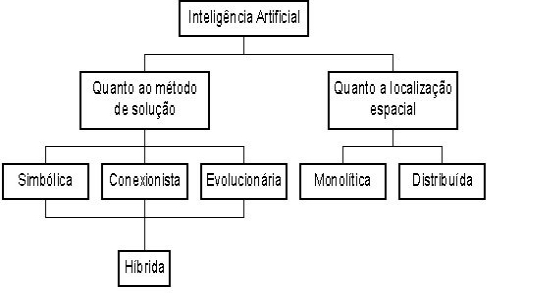 Inteligência Artificial
Quanto ao método
de solução
Quanto a localização
espacial
Simbólica
Conexionista
Evolucionária
Monolítica
Distribuída
Híbrida